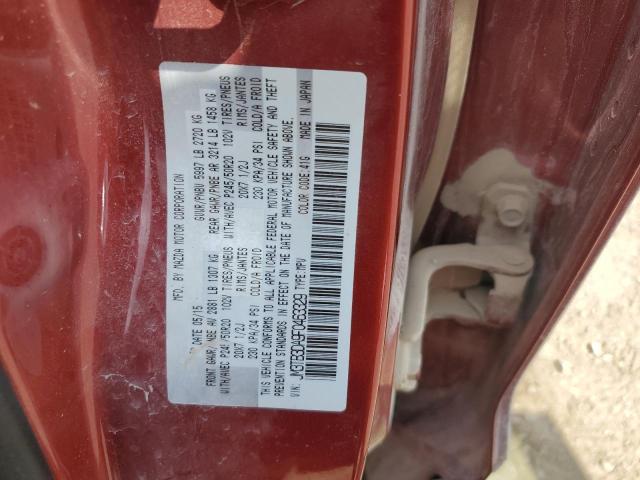 MFD. BY MAZDA MOTOR CORPORATION
DATE 05/15 GVWR/PNBV 5997 LB 2720 KG
FRONT GAWR/ NBE AV 2881 LB 1307 KG REAR GAWR/PNBE AR 3214 LB 1458 KG
WITH/AVEC P245/50R20 102V TIRES/PNEUS WITH/AVEC P245/50R20 102V TIRES/PNEUS
20X7 1/2J RIMS/JANTES 20X7 1/2J RIMS/JANTES
230 KPA/34 PSI COLD/A FROID 230 KPA/34 PSI COLD/A FROID
THIS VEHICLE CONFORMS TO ALL APPLICABLE FEDERAL MOTOR VEHICLE SAFETY AND THEFT
PREVENTION STANDARDS IN EFFECT ON THE DATE OF MANUFACTURE SHOWN ABOVE.
VIN: JM3TB3DA9F0463329 TYPE: MPV COLOR CODE: 41G MADE IN JAPAN